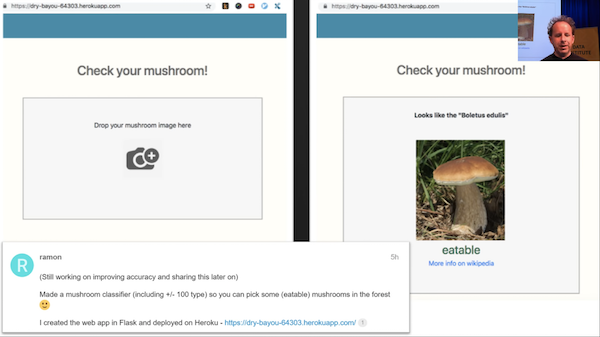 https://dry-bayou-64303.herokuapp.com
Check your mushroom!
Drop your mushroom image here
https://dry-bayou-64303.herokuapp.com
Check your mushroom!
Looks like the "Boletus edulis"
eatable
More info on wikipedia
R
ramon
5h
(Still working on improving accuracy and sharing this later on)
Made a mushroom classifier (including +/- 100 type) so you can pick some (eatable) mushrooms in the forest
I created the web app in Flask and deployed on Heroku - https://dry-bayou-64303.herokuapp.com/
DATA